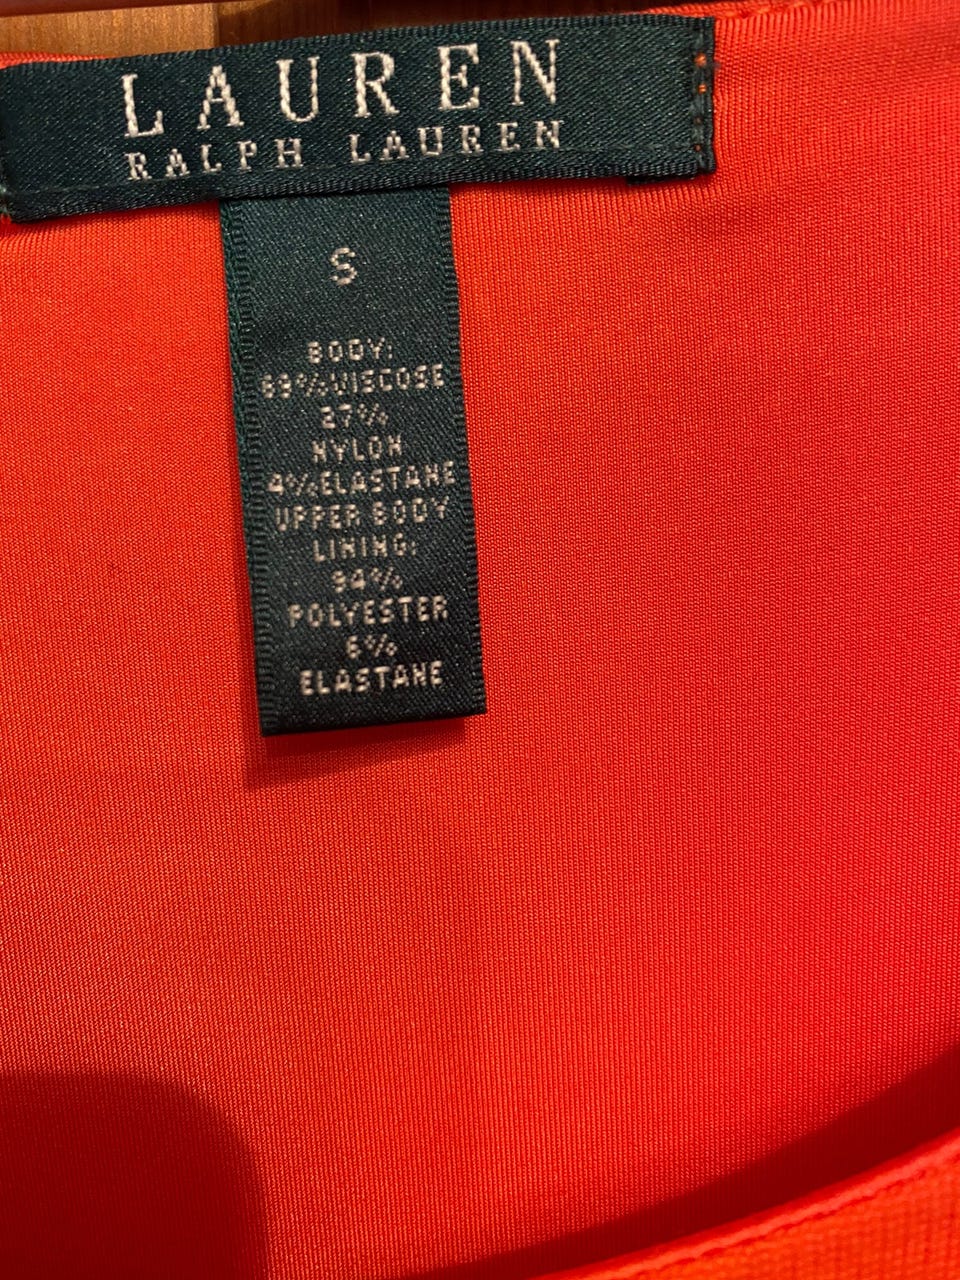 LAUREN
RALPH LAUREN
S
BODY:
69%VISCOSE
27%
NYLON
4%ELASTANE
UPPER BODY
LINING:
94%
POLYESTER
6%
ELASTANE